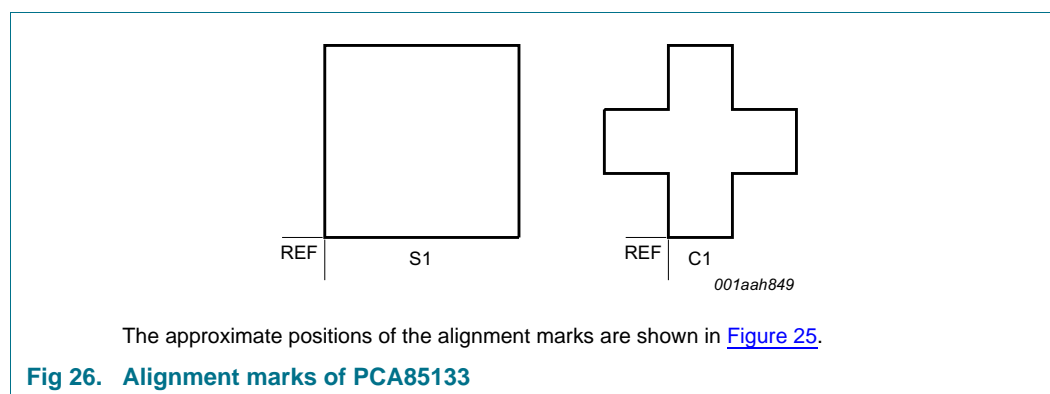 REF
S1
REF
C1
001aah849
The approximate positions of the alignment marks are shown in Figure 25.
Fig 26. Alignment marks of PCA85133